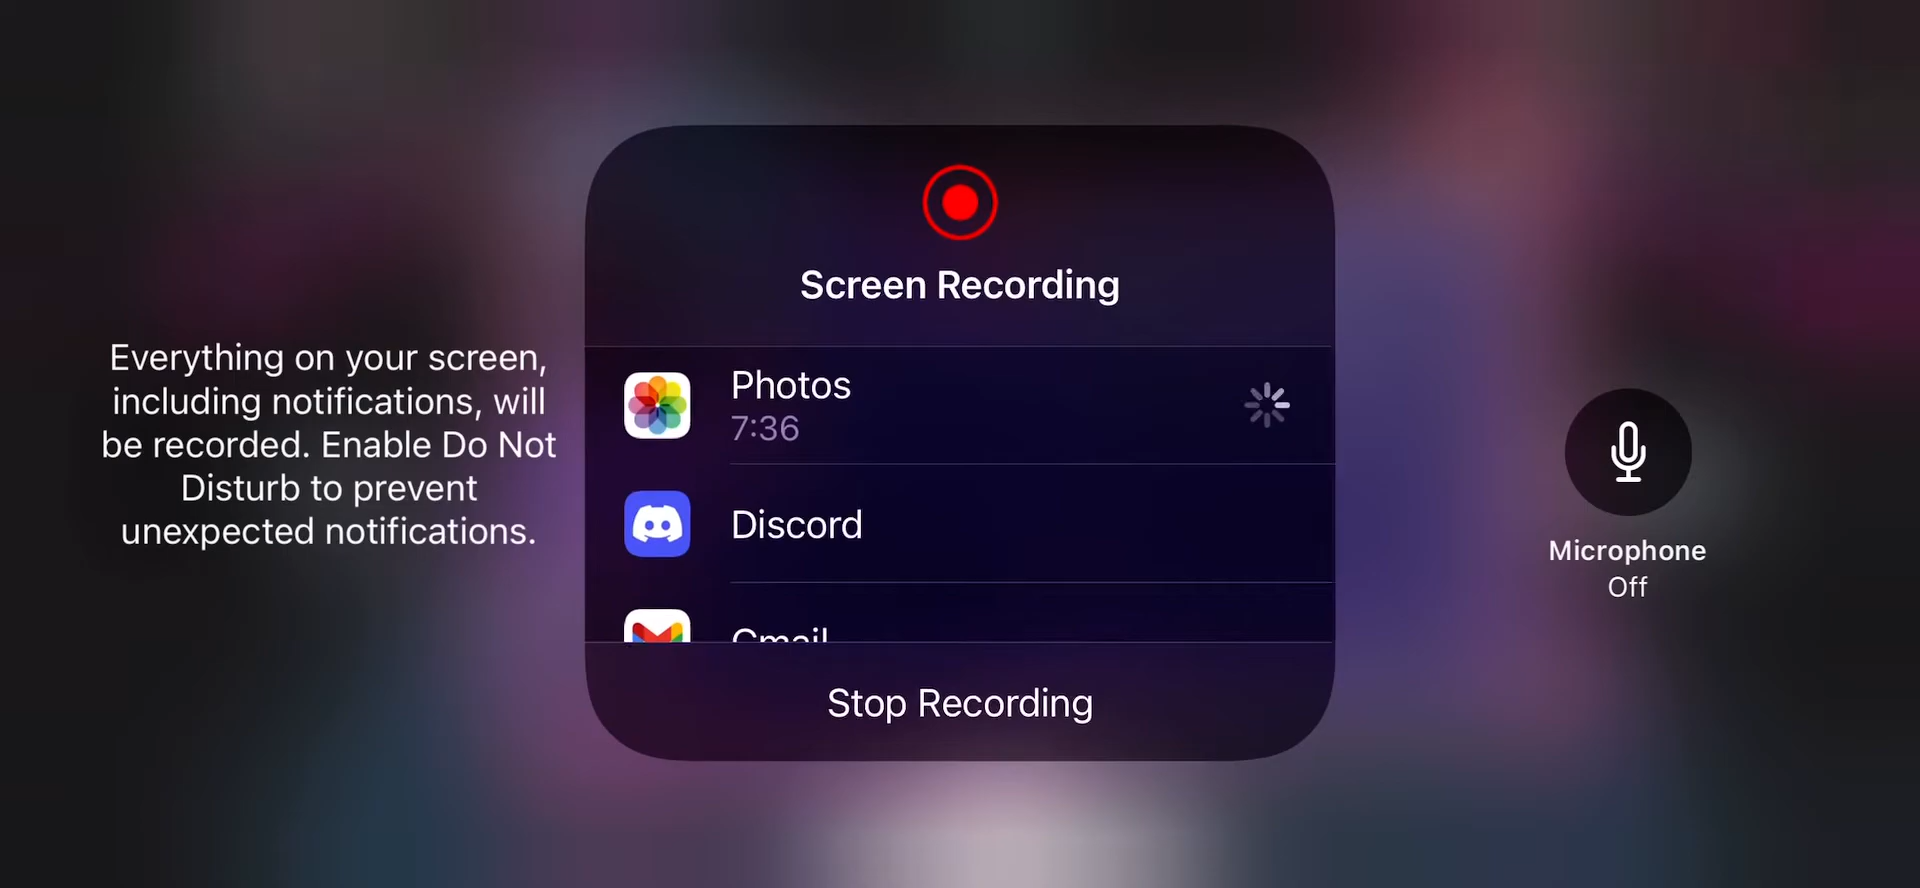 Everything on your screen,
including notifications, will
be recorded. Enable Do Not
Disturb to prevent
unexpected notifications.
Screen Recording
Photos
7:36
Discord
Gmail
Stop Recording
Microphone
Off